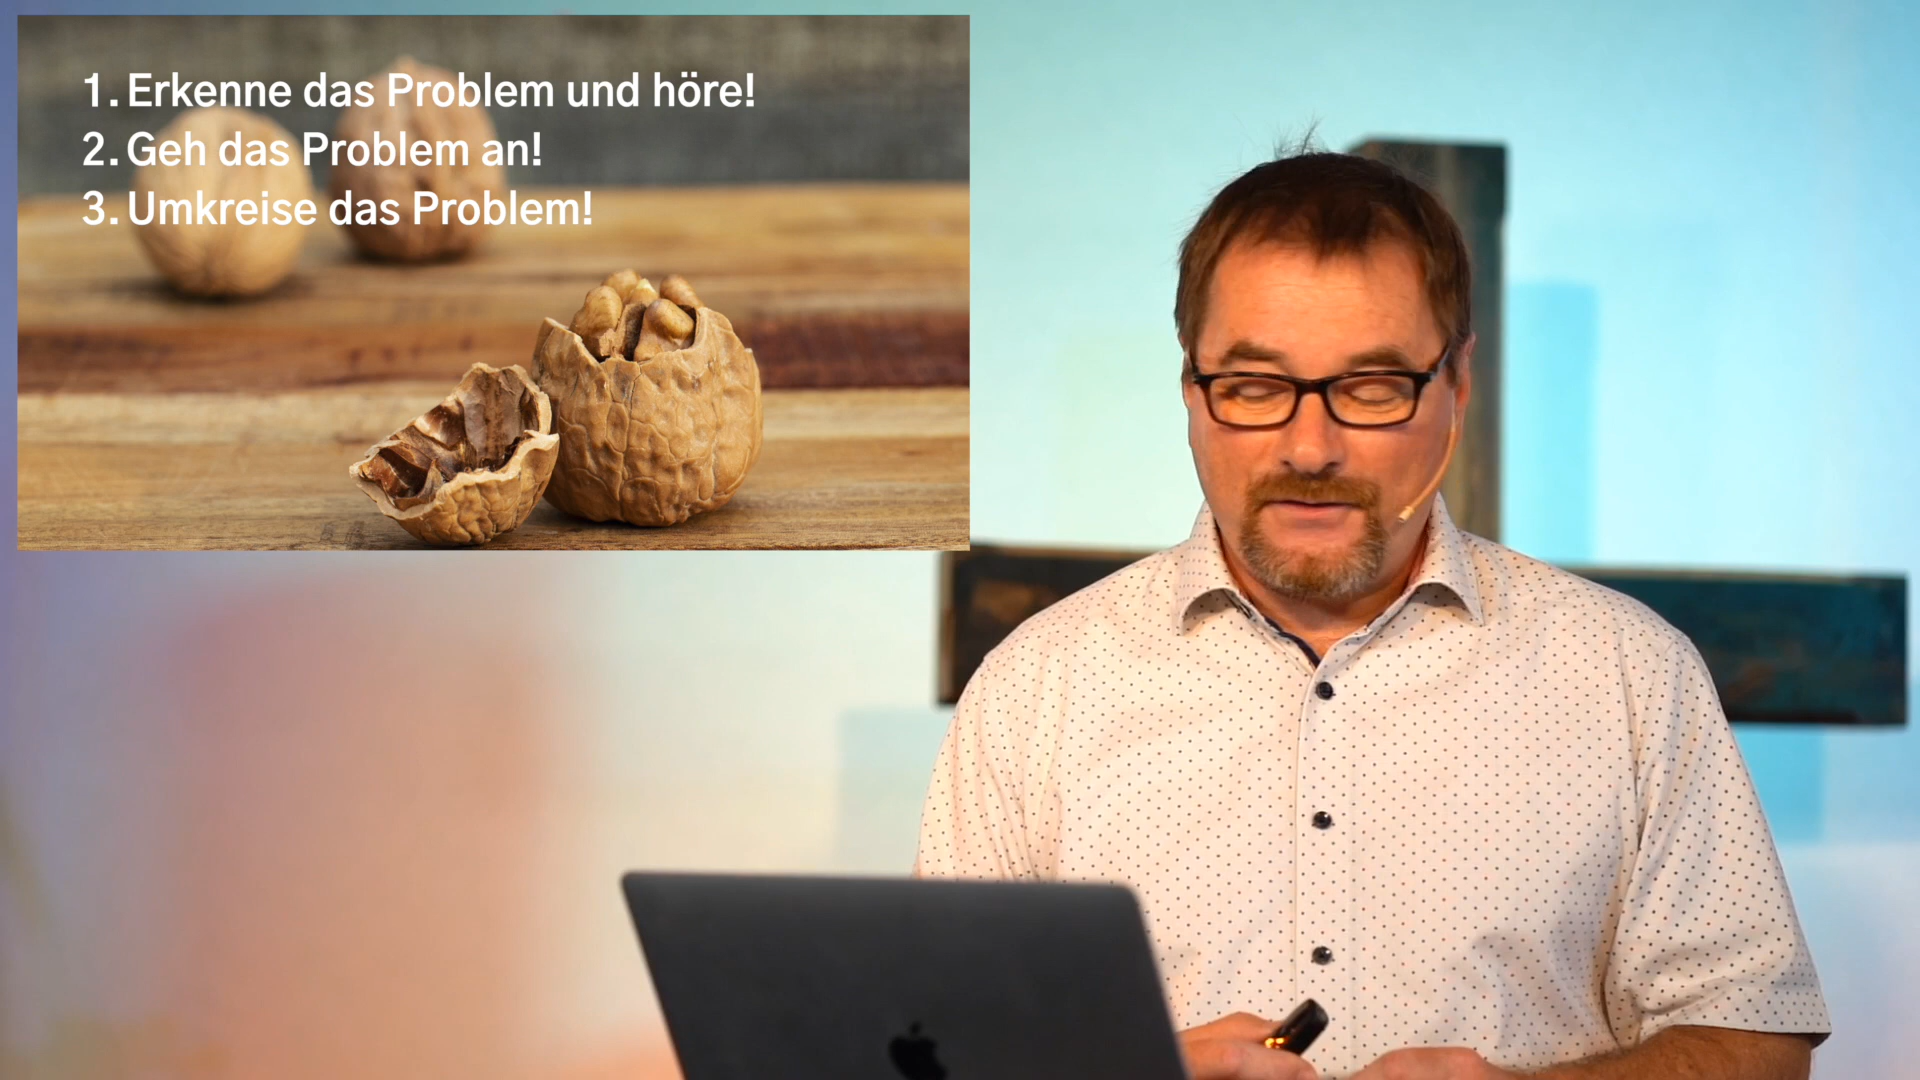 1. Erkenne das Problem und höre!
2. Geh das Problem an!
3. Umkreise das Problem!